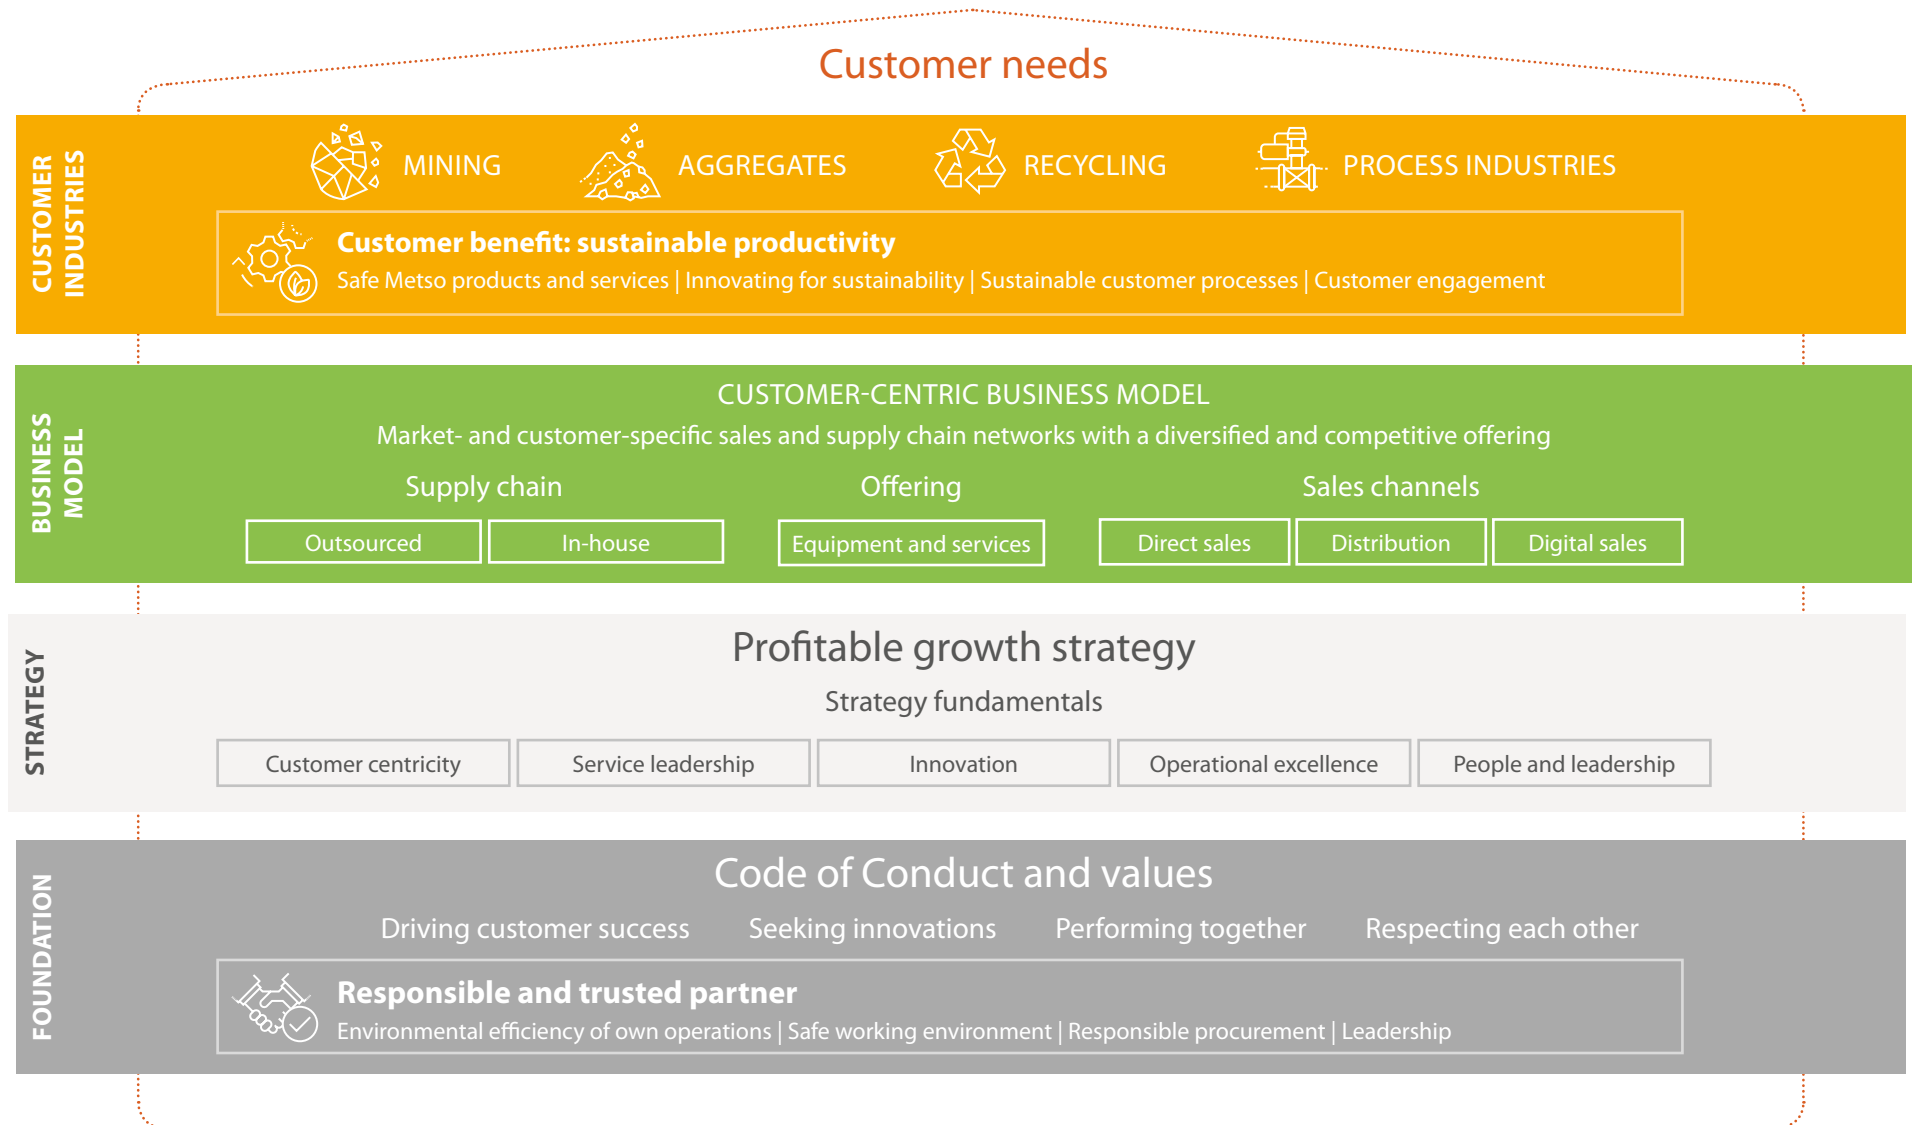 Customer needs
CUSTOMER
INDUSTRIES
MINING
AGGREGATES
RECYCLING
PROCESS INDUSTRIES
Customer benefit: sustainable productivity
Safe Metso products and services | Innovating for sustainability | Sustainable customer processes | Customer engagement
BUSINESS
MODEL
CUSTOMER-CENTRIC BUSINESS MODEL
Market- and customer-specific sales and supply chain networks with a diversified and competitive offering
Supply chain
Offering
Sales channels
Outsourced
In-house
Equipment and services
Direct sales
Distribution
Digital sales
STRATEGY
Profitable growth strategy
Strategy fundamentals
Customer centricity
Service leadership
Innovation
Operational excellence
People and leadership
FOUNDATION
Code of Conduct and values
Driving customer success
Seeking innovations
Performing together
Respecting each other
Responsible and trusted partner
Environmental efficiency of own operations | Safe working environment | Responsible procurement | Leadership